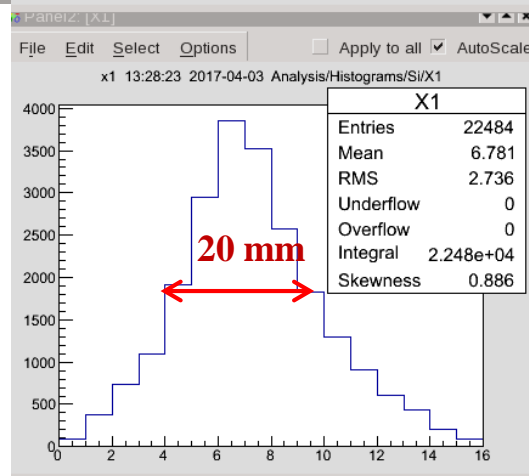 Panel2: [X1]
File Edit Select Options Apply to all AutoScale
x1 13:28:23 2017-04-03 Analysis/Histograms/Si/X1
X1
Entries 22484
Mean 6.781
RMS 2.736
Underflow 0
Overflow 0
Integral 2.248e+04
Skewness 0.886
4000
3500
3000
2500
2000
1500
1000
500
0
20 mm
0 2 4 6 8 10 12 14 16